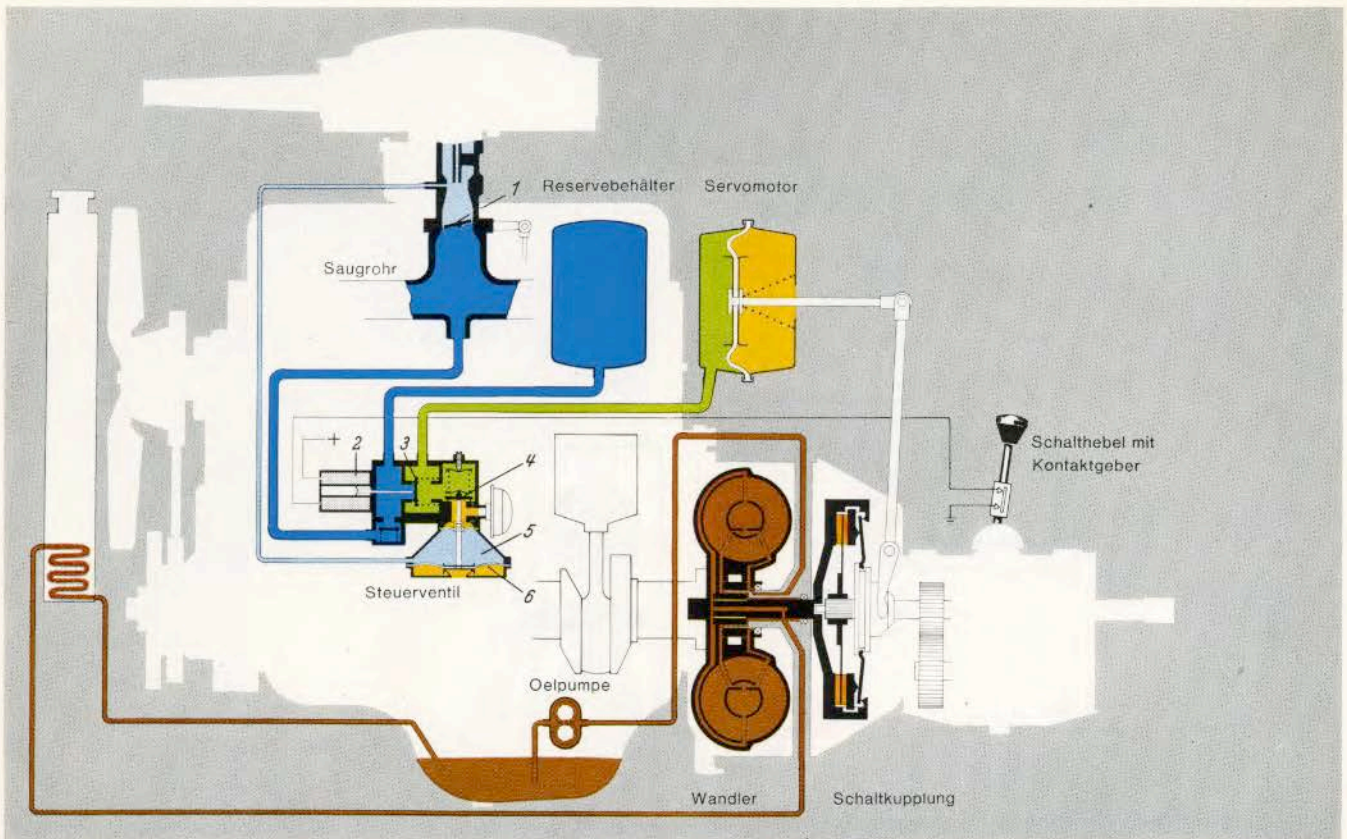 1
Reservebehälter
Servomotor
Saugrohr
+
2
3
4
Schalthebel mit
Kontaktgeber
5
Steuerventil
6
Oelpumpe
Wandler
Schaltkupplung